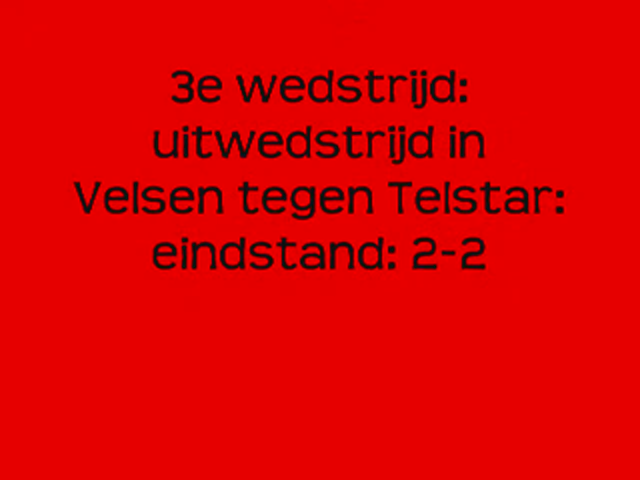 3e wedstrijd:
uitwedstrijd in
Velsen tegen Telstar:
eindstand: 2-2